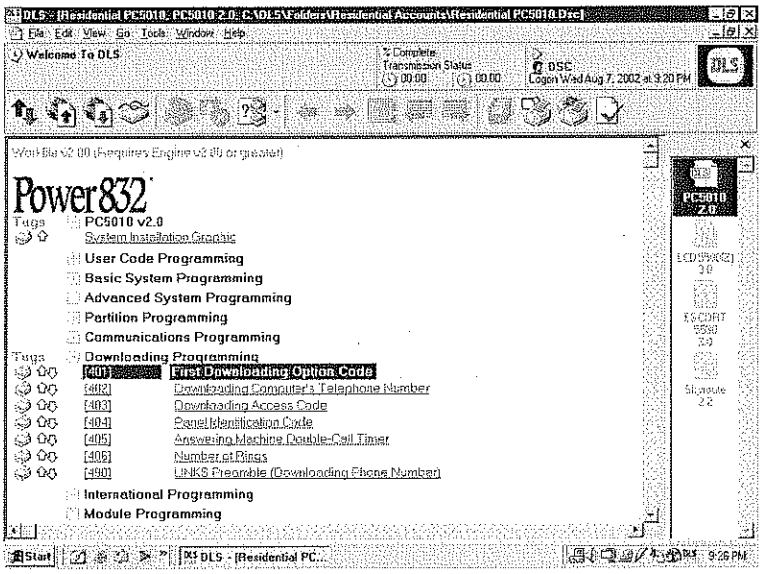 DLS - [Residential PC5010, PC5010 2.0, C:\DLS\Folders\Residential Accounts\Residential PC5010.Dsc]
File Edit View Go Tools Window Help
Welcome To DLS
% Complete
Transmission Status
00:00 00:00
DSC
Logon Wed Aug 7, 2002 at 9:20 PM
DLS
Work file v2.00 (Requires Engine v2.00 or greater)
Power832
Tags PC5010 v2.0
System Installation Graphic
User Code Programming
Basic System Programming
Advanced System Programming
Partition Programming
Communications Programming
Tags Downloading Programming
[401] First Downloading Option Code
[402] Downloading Computer's Telephone Number
[403] Downloading Access Code
[404] Panel Identification Code
[405] Answering Machine Double-Call Timer
[406] Number of Rings
[490] LINKS Preamble (Downloading Phone Number)
International Programming
Module Programming
PC5010
2.0
LCD5500(Z)
3.0
ESCORT
5580
3.0
Skyroute
2.2
Start
DLS - [Residential PC...
9:26 PM